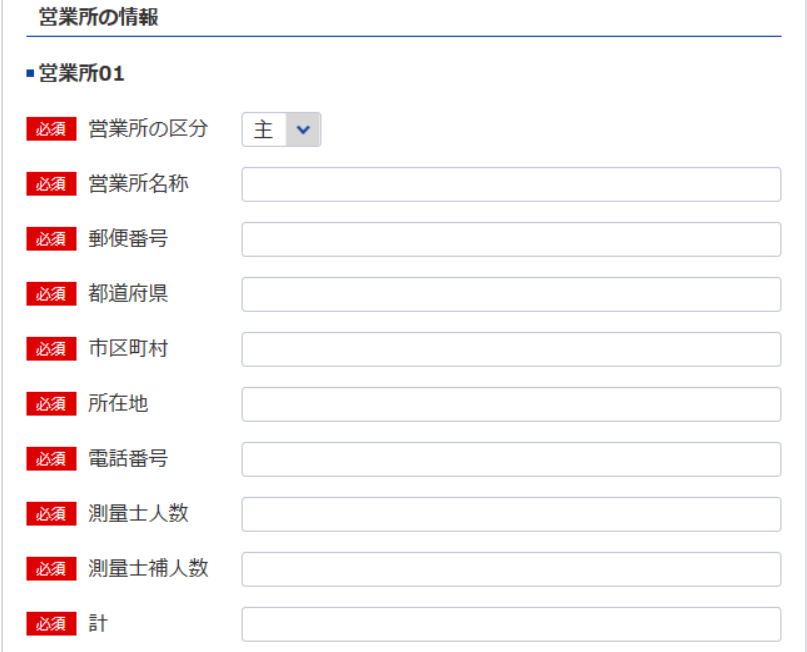 営業所の情報
営業所01
必須 営業所の区分 主
必須 営業所名称
必須 郵便番号
必須 都道府県
必須 市区町村
必須 所在地
必須 電話番号
必須 測量士人数
必須 測量士補人数
必須 計